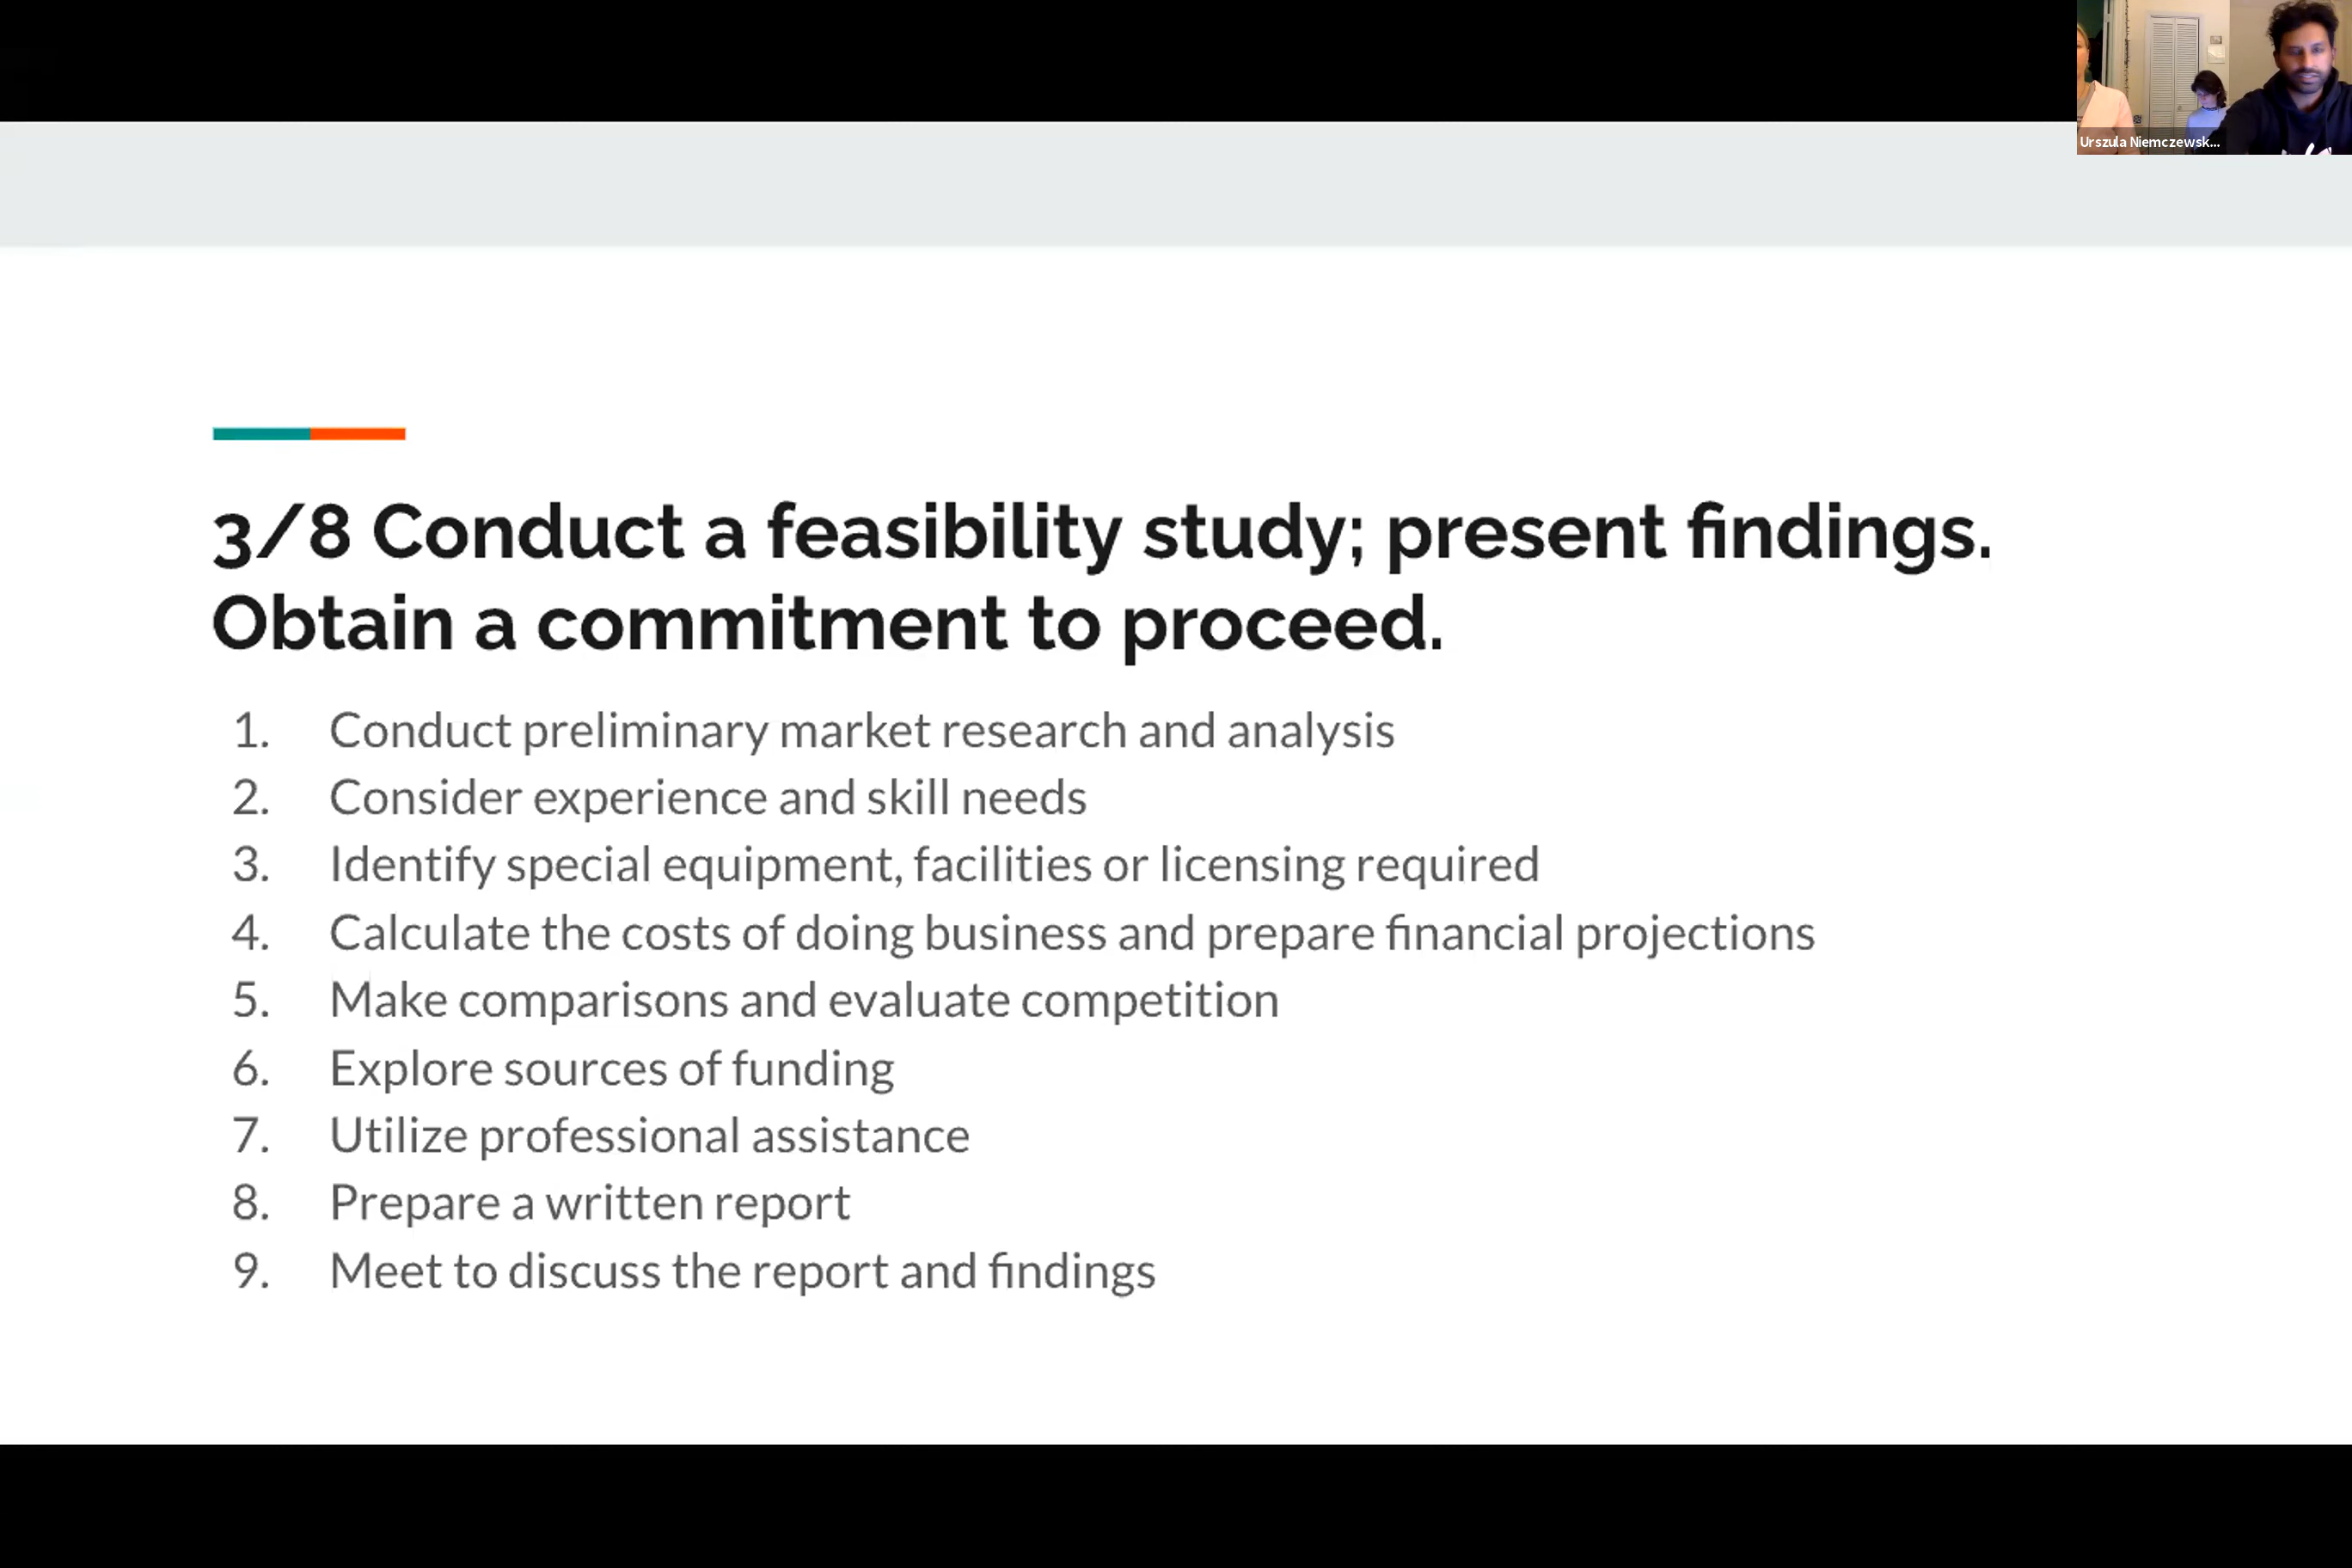 Urszula Niemczewsk...
3/8 Conduct a feasibility study; present findings.
Obtain a commitment to proceed.
1. Conduct preliminary market research and analysis
2. Consider experience and skill needs
3. Identify special equipment, facilities or licensing required
4. Calculate the costs of doing business and prepare financial projections
5. Make comparisons and evaluate competition
6. Explore sources of funding
7. Utilize professional assistance
8. Prepare a written report
9. Meet to discuss the report and findings